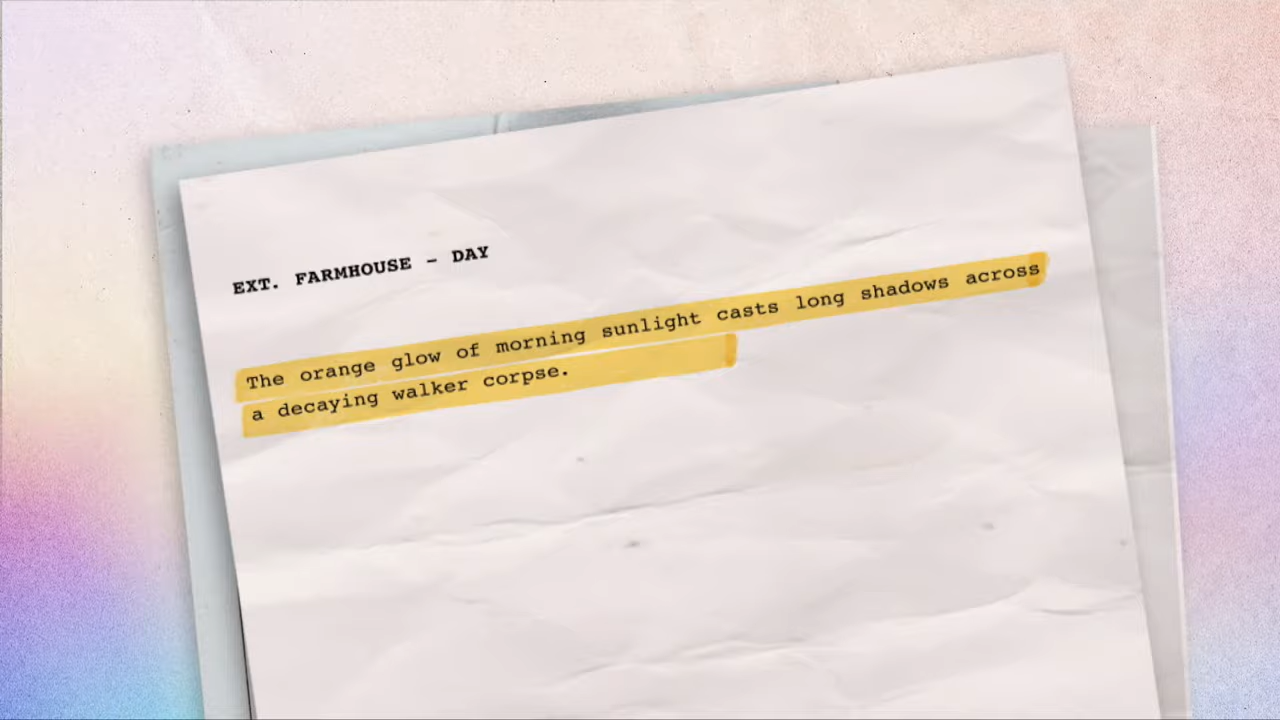 EXT. FARMHOUSE – DAY
The orange glow of morning sunlight casts long shadows across
a decaying walker corpse.